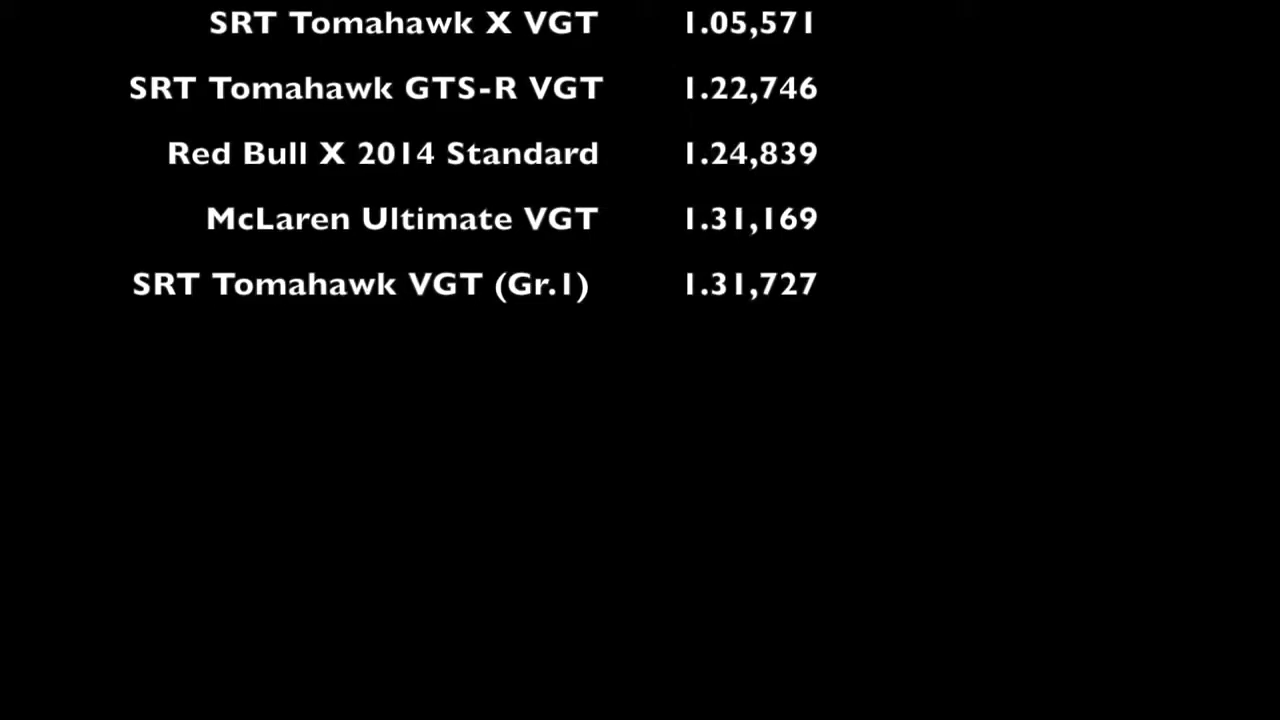 SRT Tomahawk X VGT 1.05,571
SRT Tomahawk GTS-R VGT 1.22,746
Red Bull X 2014 Standard 1.24,839
McLaren Ultimate VGT 1.31,169
SRT Tomahawk VGT (Gr.1) 1.31,727